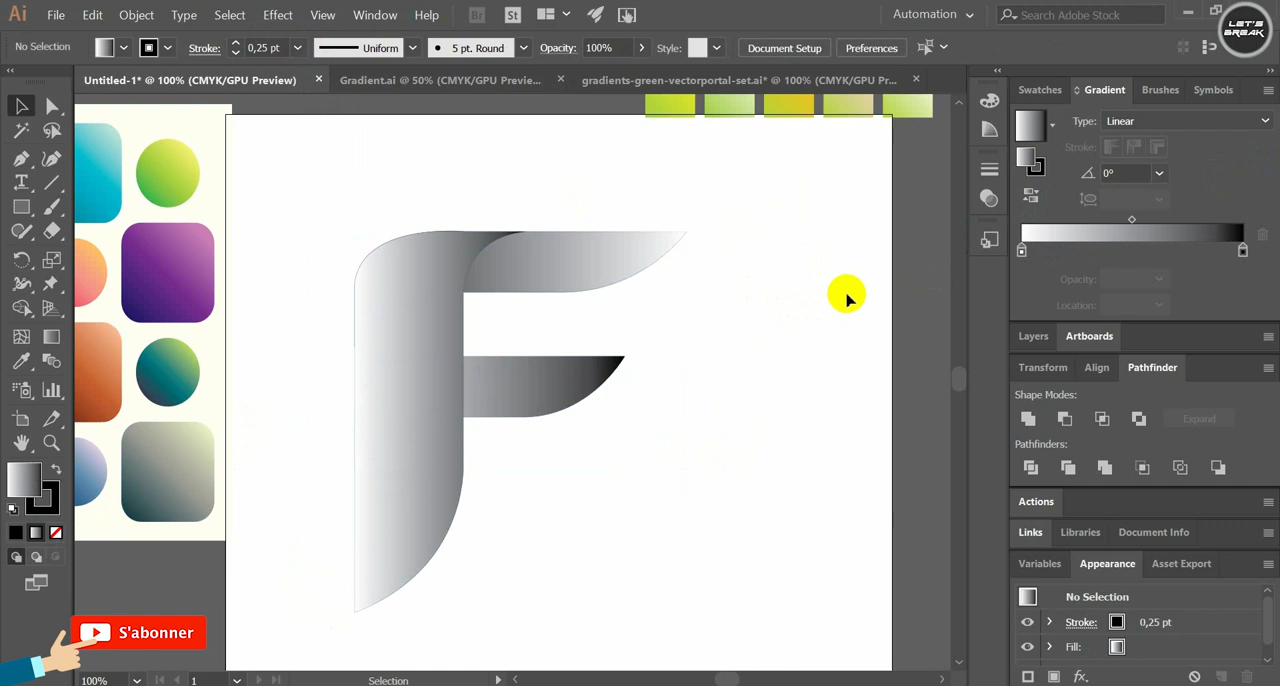 Ai File Edit Object Type Select Effect View Window Help Br St Automation Search Adobe Stock
LET'S BREAK
No Selection Stroke: 0,25 pt Uniform 5 pt. Round Opacity: 100% Style: Document Setup Preferences
Untitled-1* @ 100% (CMYK/GPU Preview) × Gradient.ai @ 50% (CMYK/GPU Previe... × gradients-green-vectorportal-set.ai* @ 100% (CMYK/GPU Pr... ×
Swatches Gradient Brushes Symbols
Type: Linear
Stroke:
0°
Opacity:
Location:
Layers Artboards
Transform Align Pathfinder
Shape Modes:
Expand
Pathfinders:
Actions
Links Libraries Document Info
Variables Appearance Asset Export
No Selection
Stroke: 0,25 pt
Fill:
fx
F
S'abonner
100% 1 Selection